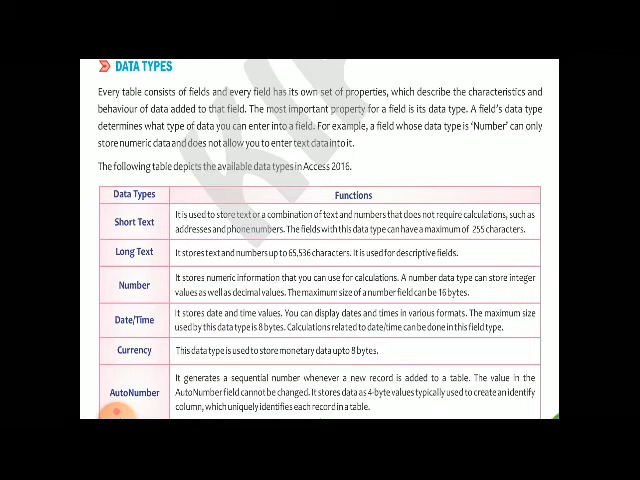 DATA TYPES
Every table consists of fields and every field has its own set of properties, which describe the characteristics and
behaviour of data added to that field. The most important property for a field is its data type. A field's data type
determines what type of data you can enter into a field. For example, a field whose data type is 'Number' can only
store numeric data and does not allow you to enter text data into it.
The following table depicts the available data types in Access 2016.
Data Types Functions
Short Text It is used to store text or a combination of text and numbers that does not require calculations, such as
addresses and phone numbers. The fields with this data type can have a maximum of 255 characters.
Long Text It stores text and numbers up to 65,536 characters. It is used for descriptive fields.
Number It stores numeric information that you can use for calculations. A number data type can store integer
values as well as decimal values. The maximum size of a number field can be 16 bytes.
Date/Time It stores date and time values. You can display dates and times in various formats. The maximum size
used by this data type is 8 bytes. Calculations related to date/time can be done in this field type.
Currency This data type is used to store monetary data upto 8 bytes.
AutoNumber It generates a sequential number whenever a new record is added to a table. The value in the
AutoNumber field cannot be changed. It stores data as 4-byte values typically used to create an identify
column, which uniquely identifies each record in a table.